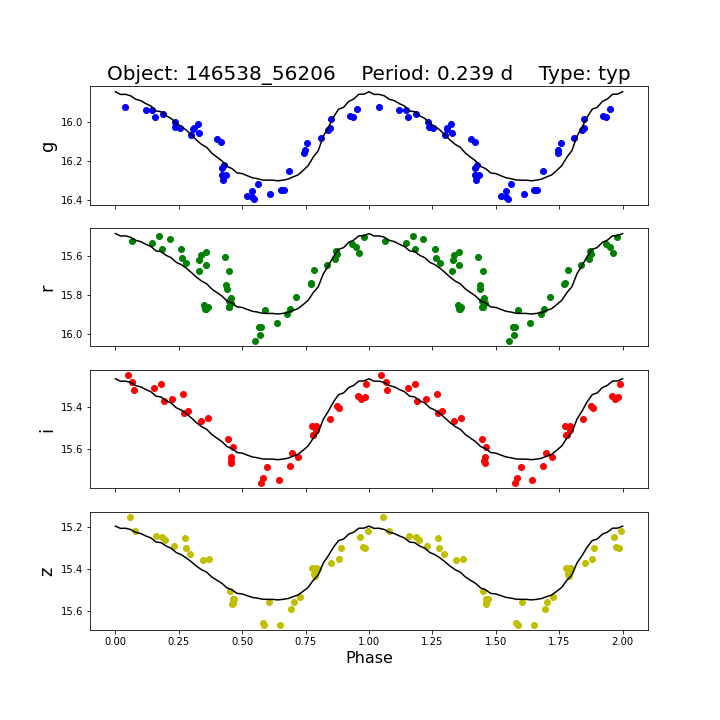 Object: 146538_56206    Period: 0.239 d    Type: typ
g
16.0
16.2
16.4
r
15.6
15.8
16.0
i
15.4
15.6
z
15.2
15.4
15.6
0.00 0.25 0.50 0.75 1.00 1.25 1.50 1.75 2.00
Phase